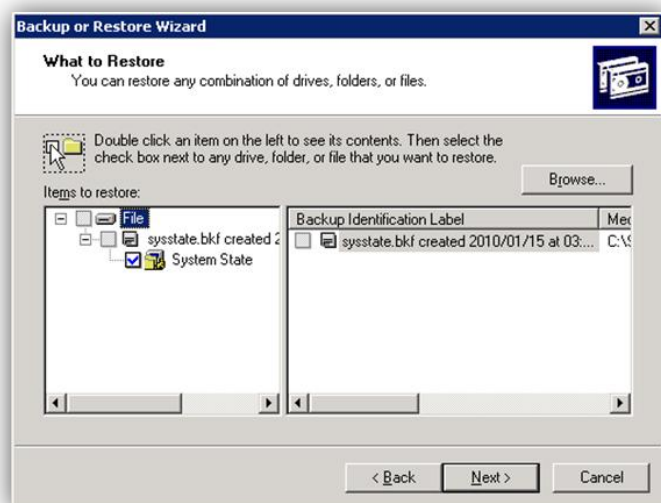 Backup or Restore Wizard
What to Restore
You can restore any combination of drives, folders, or files.
Double click an item on the left to see its contents. Then select the
check box next to any drive, folder, or file that you want to restore.
Browse...
Items to restore:
File
sysstate.bkf created 2
System State
Backup Identification Label
sysstate.bkf created 2010/01/15 at 03:...
C:\
< Back
Next >
Cancel